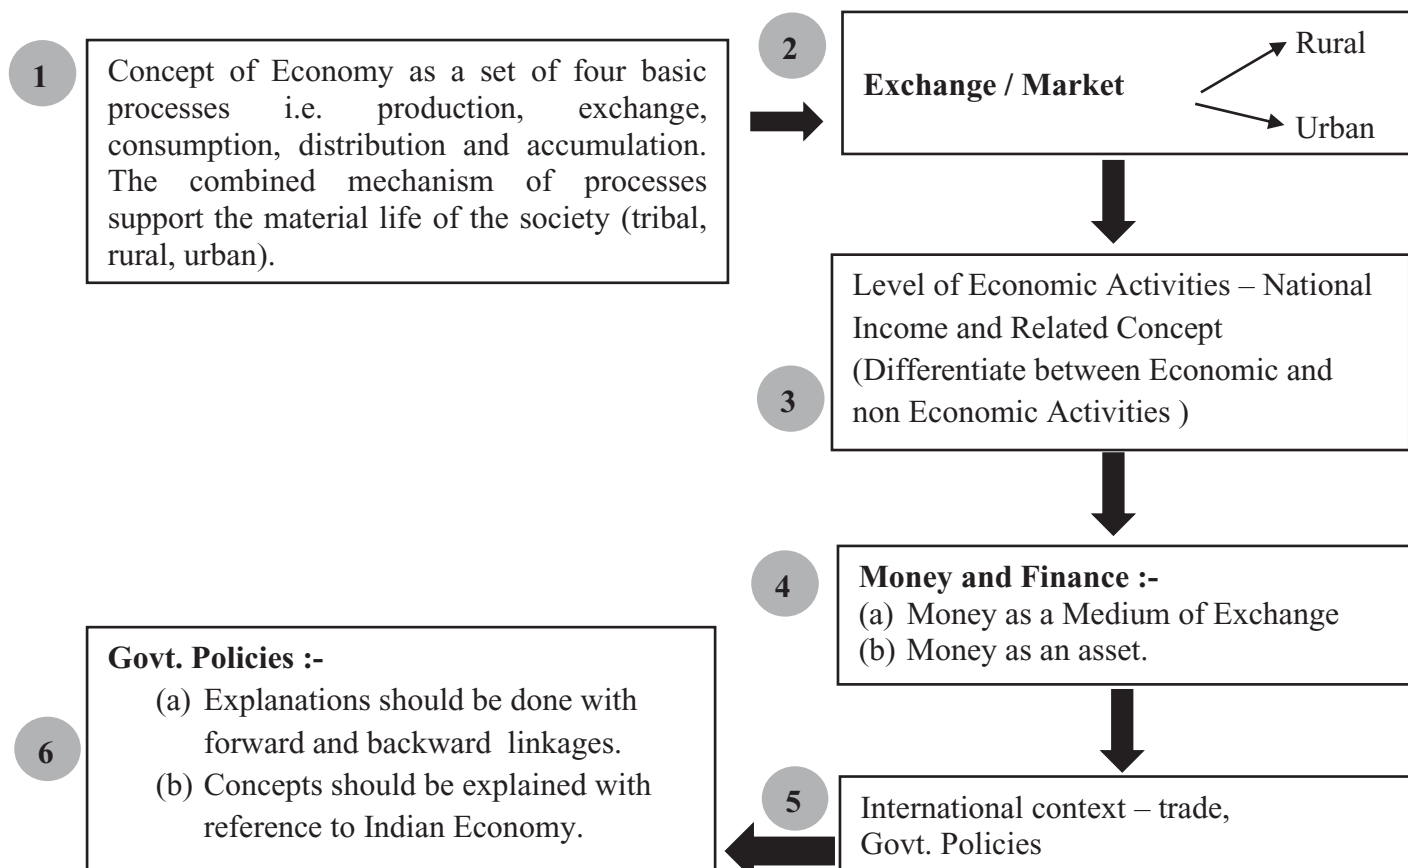 1
Concept of Economy as a set of four basic
processes i.e. production, exchange,
consumption, distribution and accumulation.
The combined mechanism of processes
support the material life of the society (tribal,
rural, urban).
2
Exchange / Market
Rural
Urban
3
Level of Economic Activities – National
Income and Related Concept
(Differentiate between Economic and
non Economic Activities )
4
Money and Finance :-
(a) Money as a Medium of Exchange
(b) Money as an asset.
5
International context – trade,
Govt. Policies
6
Govt. Policies :-
(a) Explanations should be done with
forward and backward linkages.
(b) Concepts should be explained with
reference to Indian Economy.